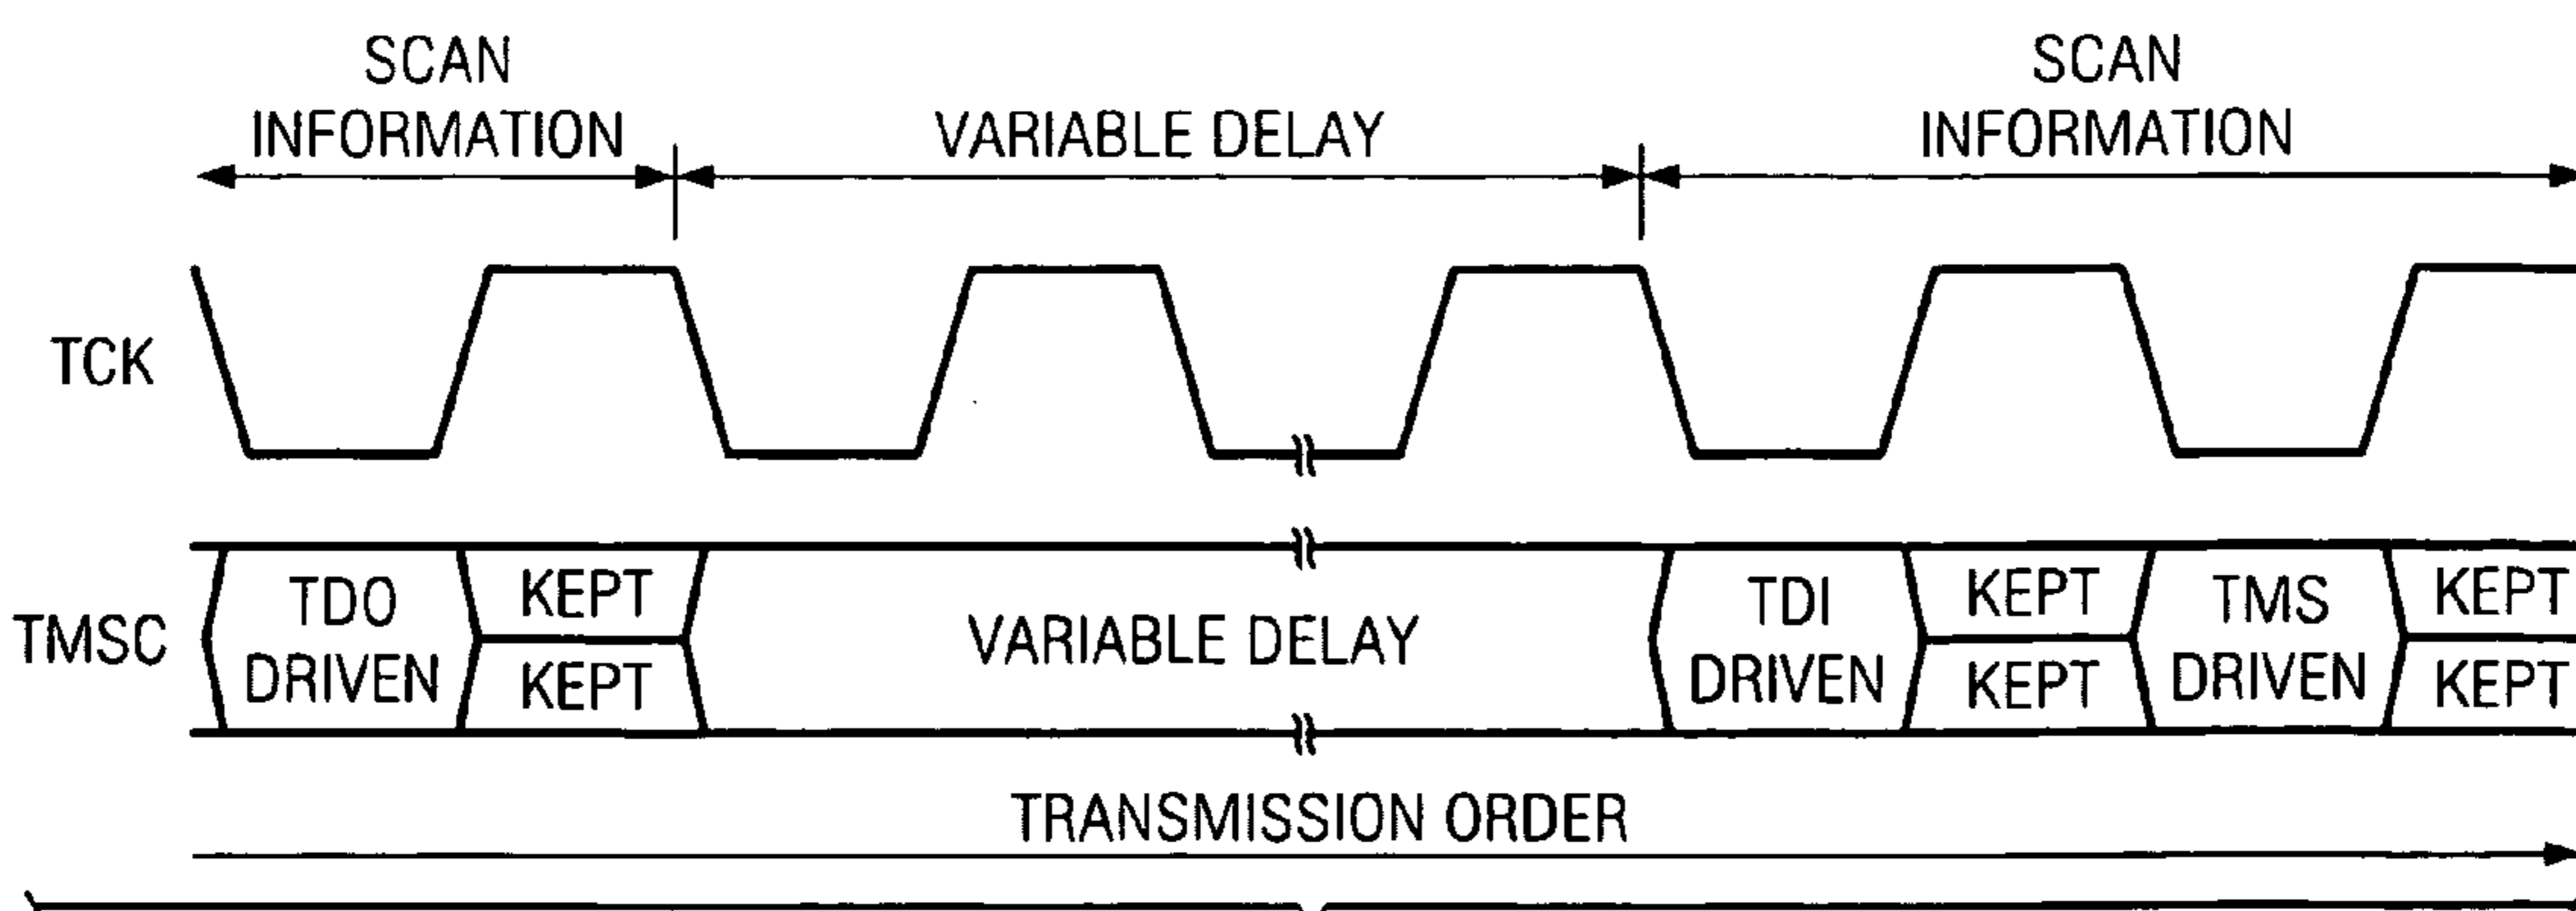 SCAN
INFORMATION
VARIABLE DELAY
SCAN
INFORMATION
TCK
TMSC
TDO
DRIVEN
KEPT
KEPT
VARIABLE DELAY
TDI
DRIVEN
KEPT
KEPT
TMS
DRIVEN
KEPT
KEPT
TRANSMISSION ORDER